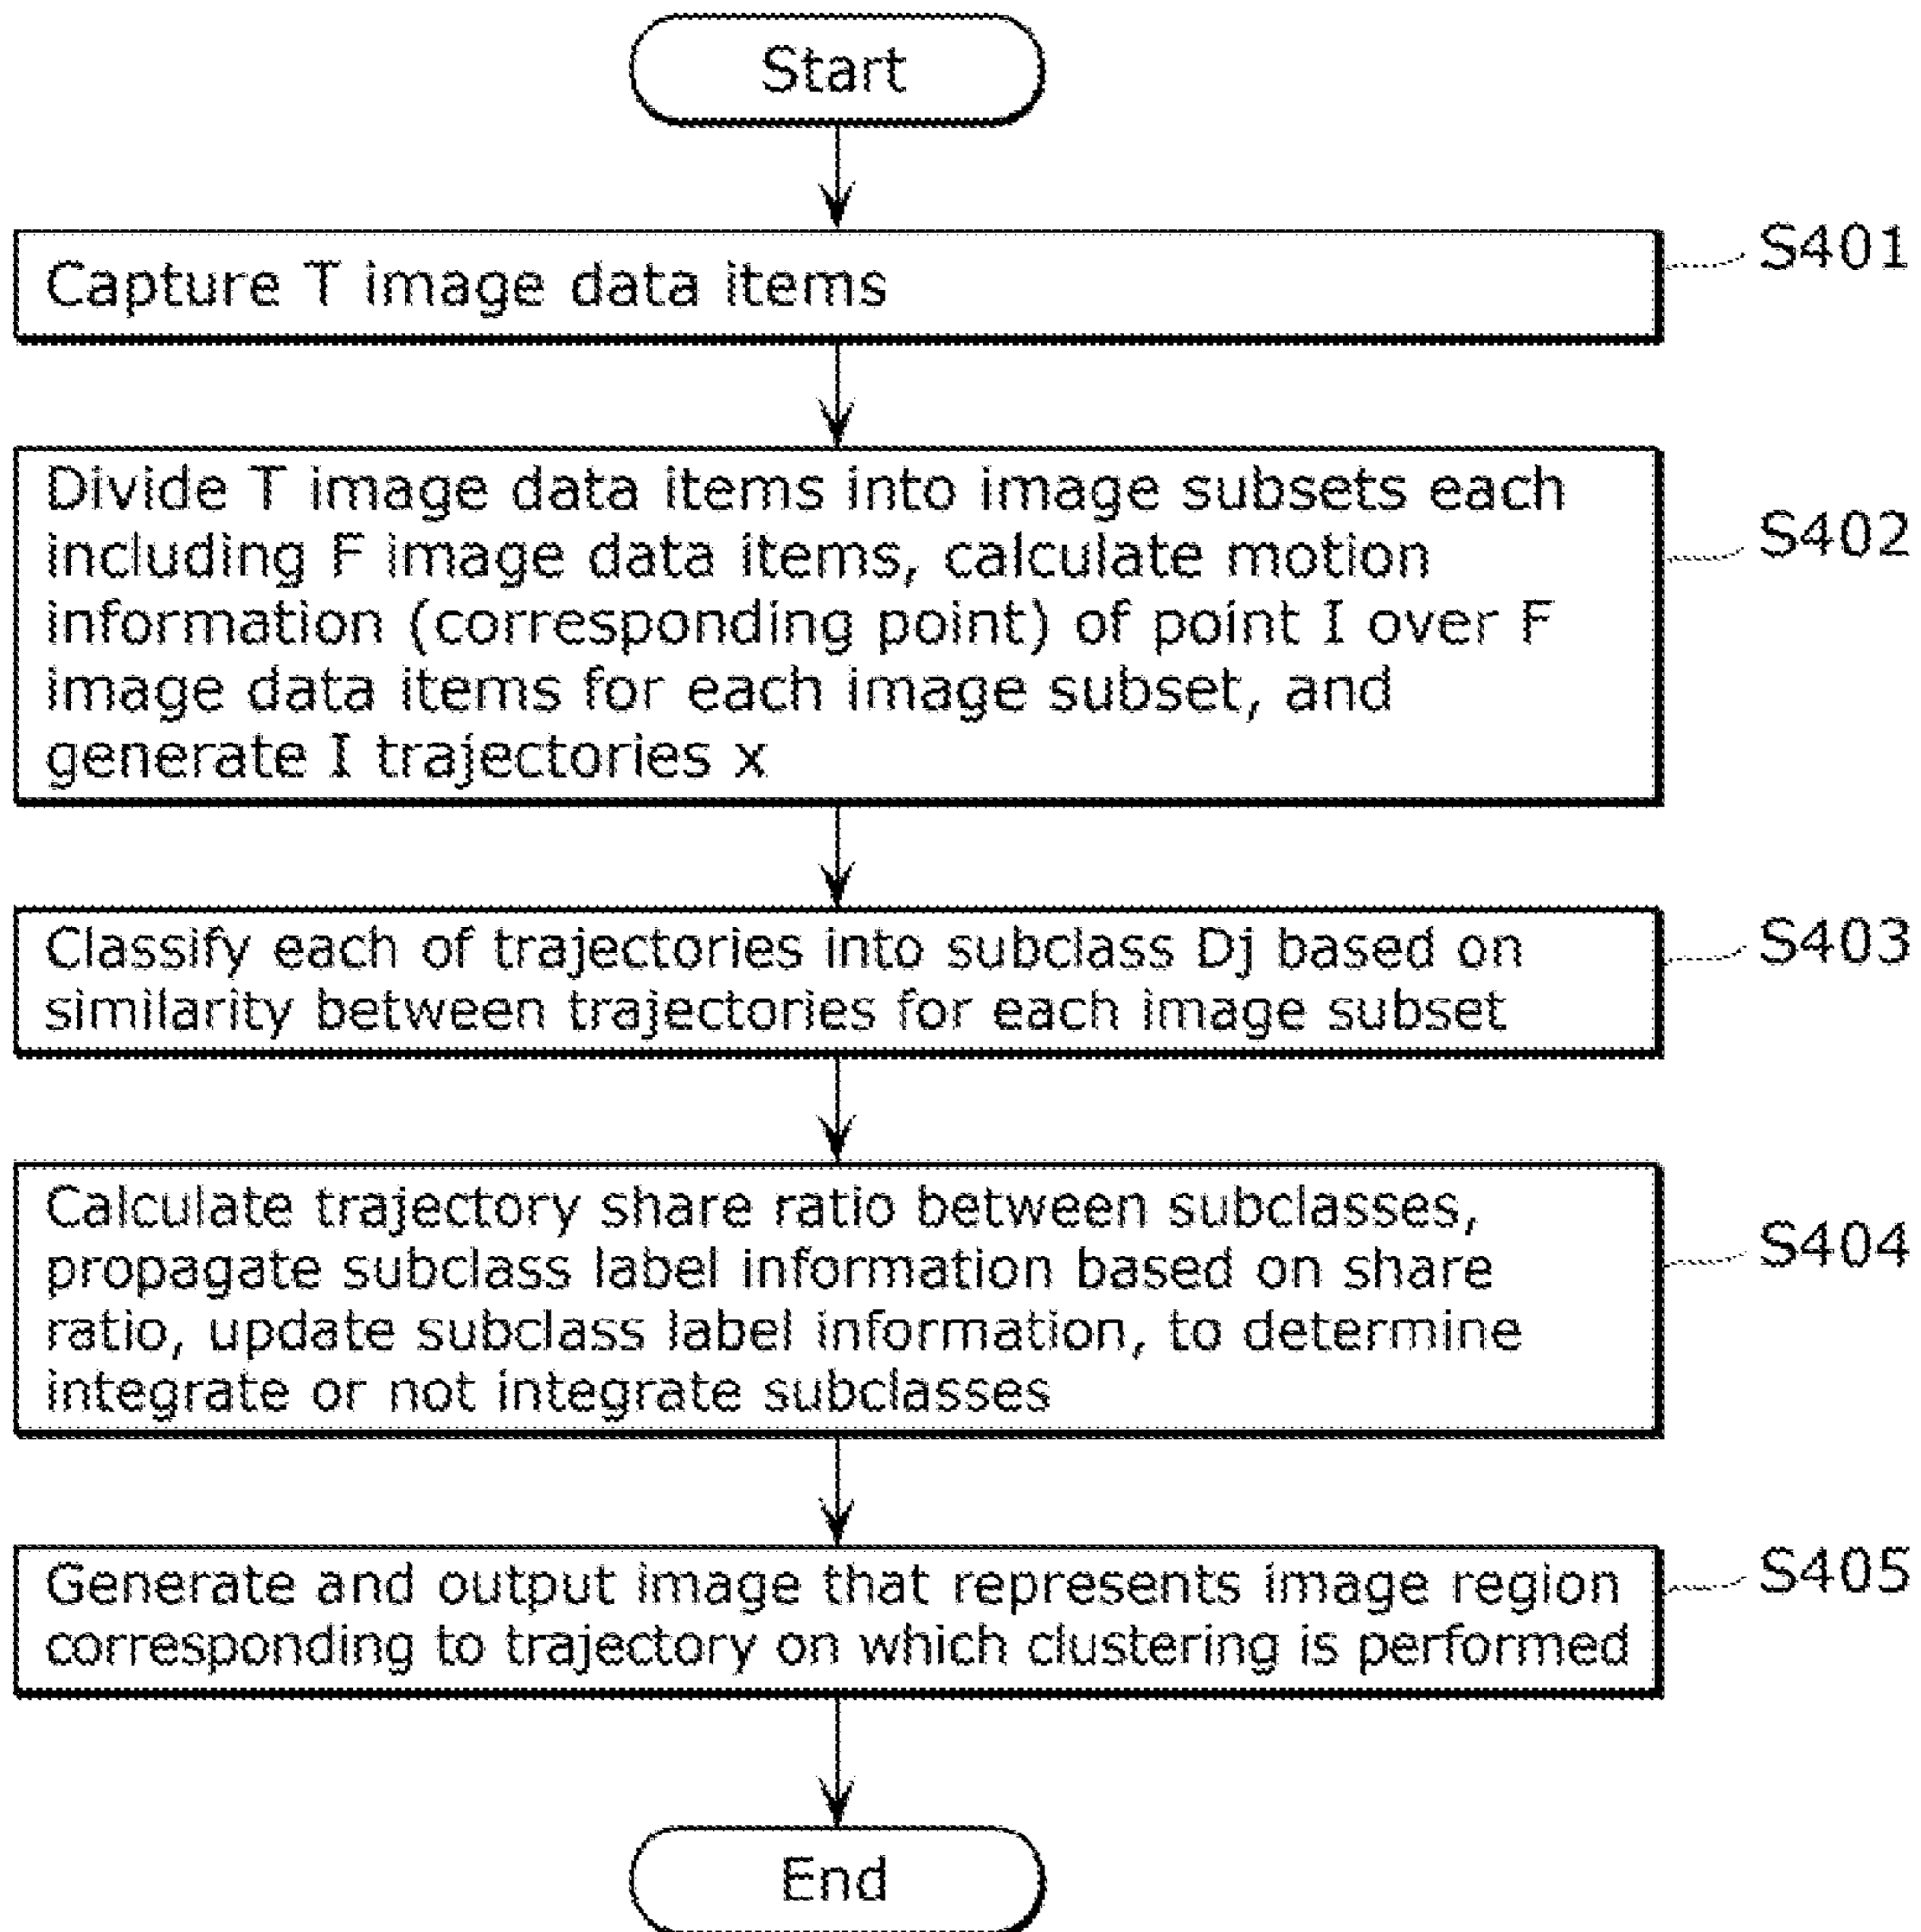 Start
Capture T image data items
S401
Divide T image data items into image subsets each
including F image data items, calculate motion
information (corresponding point) of point I over F
image data items for each image subset, and
generate I trajectories x
S402
Classify each of trajectories into subclass Dj based on
similarity between trajectories for each image subset
S403
Calculate trajectory share ratio between subclasses,
propagate subclass label information based on share
ratio, update subclass label information, to determine
integrate or not integrate subclasses
S404
Generate and output image that represents image region
corresponding to trajectory on which clustering is performed
S405
End